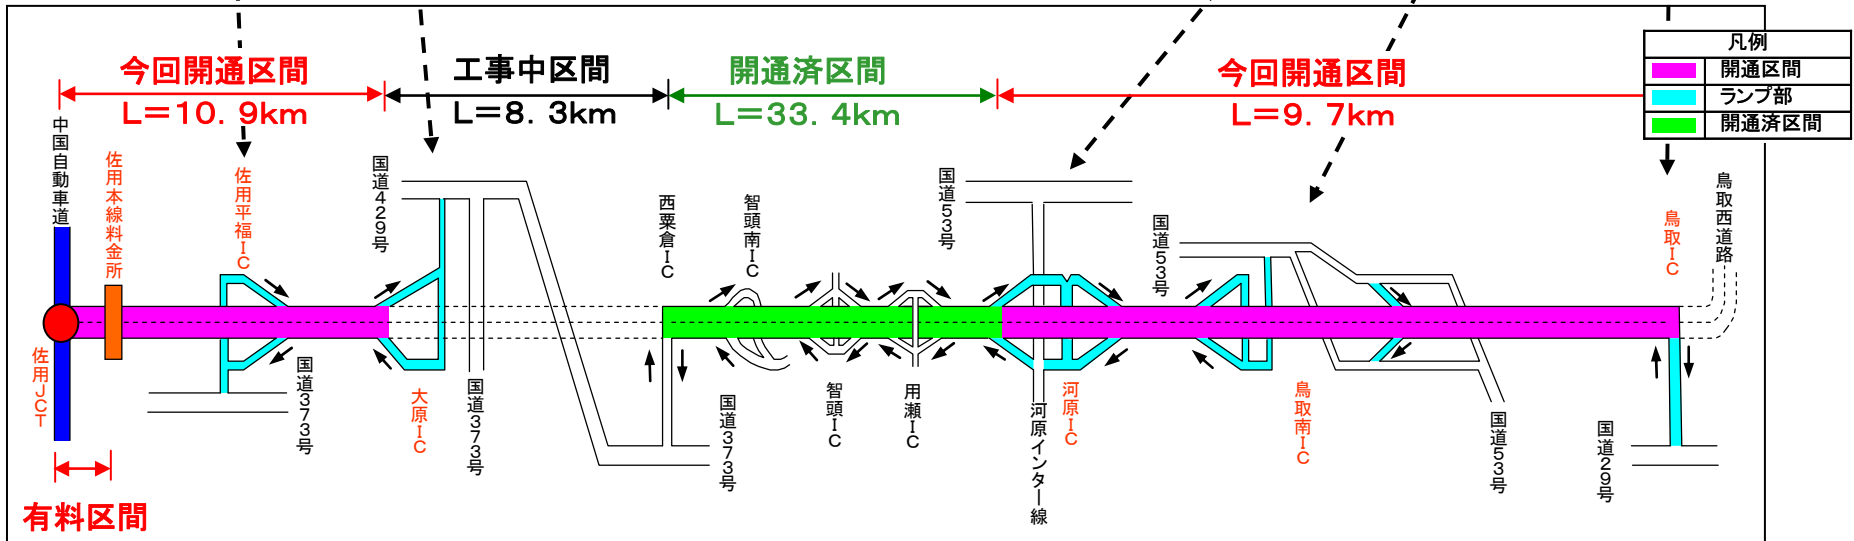 今回開通区間
L=10.9km
工事中区間
L=8.3km
開通済区間
L=33.4km
今回開通区間
L=9.7km
凡例
開通区間
ランプ部
開通済区間
中国自動車道
佐用本線料金所
佐用平福IC
国道429号
西粟倉IC
智頭南IC
国道53号
国道53号
鳥取IC
鳥取西道路
佐用JCT
国道373号
大原IC
国道373号
国道373号
智頭IC
用瀬IC
河原インター線
河原IC
鳥取南IC
国道53号
国道29号
有料区間